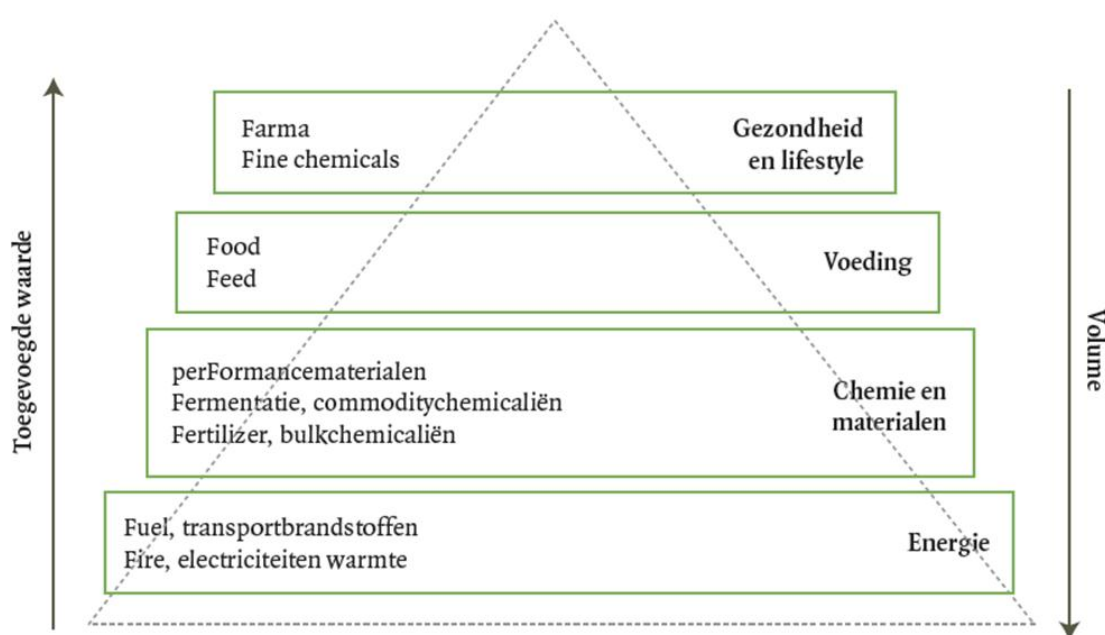 Toegevoegde waarde
Farma
Fine chemicals
Gezondheid
en lifestyle
Food
Feed
Voeding
perFormancematerialen
Fermentatie, commoditychemicaliën
Fertilizer, bulkchemicaliën
Chemie en
materialen
Fuel, transportbrandstoffen
Fire, electriciteiten warmte
Energie
Volume